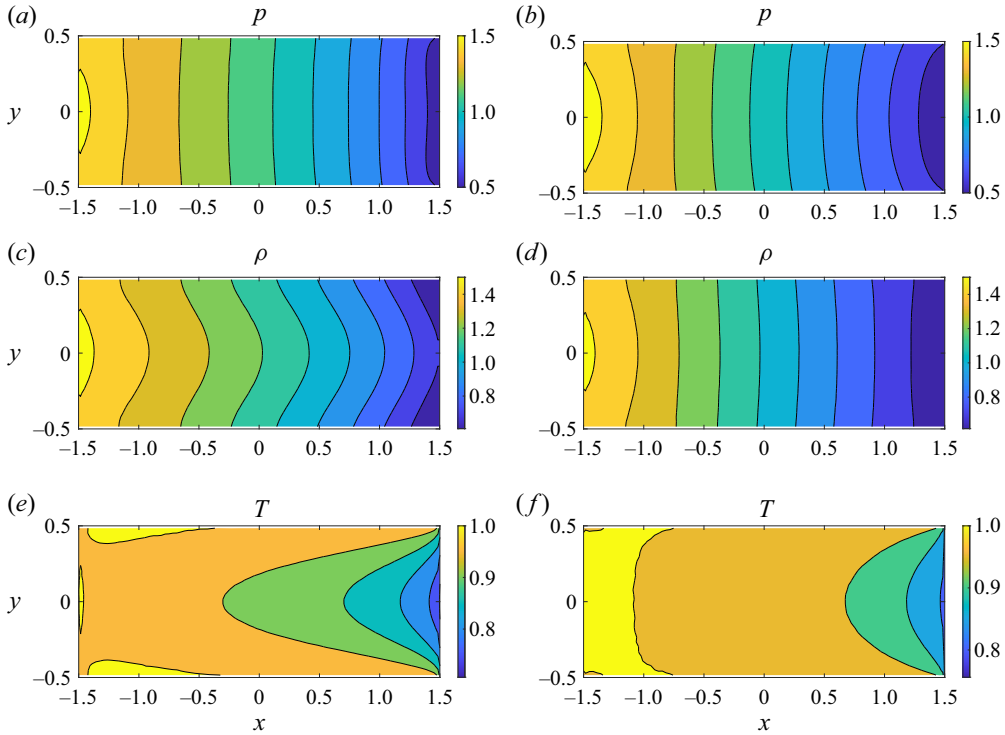 (a) p (b) p
0.5 1.5 0.5 1.5
y 0 1.0 0 1.0
–0.5 0.5 –0.5 0.5
–1.5 –1.0 –0.5 0 0.5 1.0 1.5 –1.5 –1.0 –0.5 0 0.5 1.0 1.5
(c) ρ (d) ρ
0.5 0.5
1.4 1.4
1.2 1.2
y 0 1.0 0 1.0
0.8 0.8
–0.5 –0.5
–1.5 –1.0 –0.5 0 0.5 1.0 1.5 –1.5 –1.0 –0.5 0 0.5 1.0 1.5
(e) T (f) T
0.5 1.0 0.5 1.0
0.9 0.9
y 0 0
0.8 0.8
–0.5 –0.5
–1.5 –1.0 –0.5 0 0.5 1.0 1.5 –1.5 –1.0 –0.5 0 0.5 1.0 1.5
x x